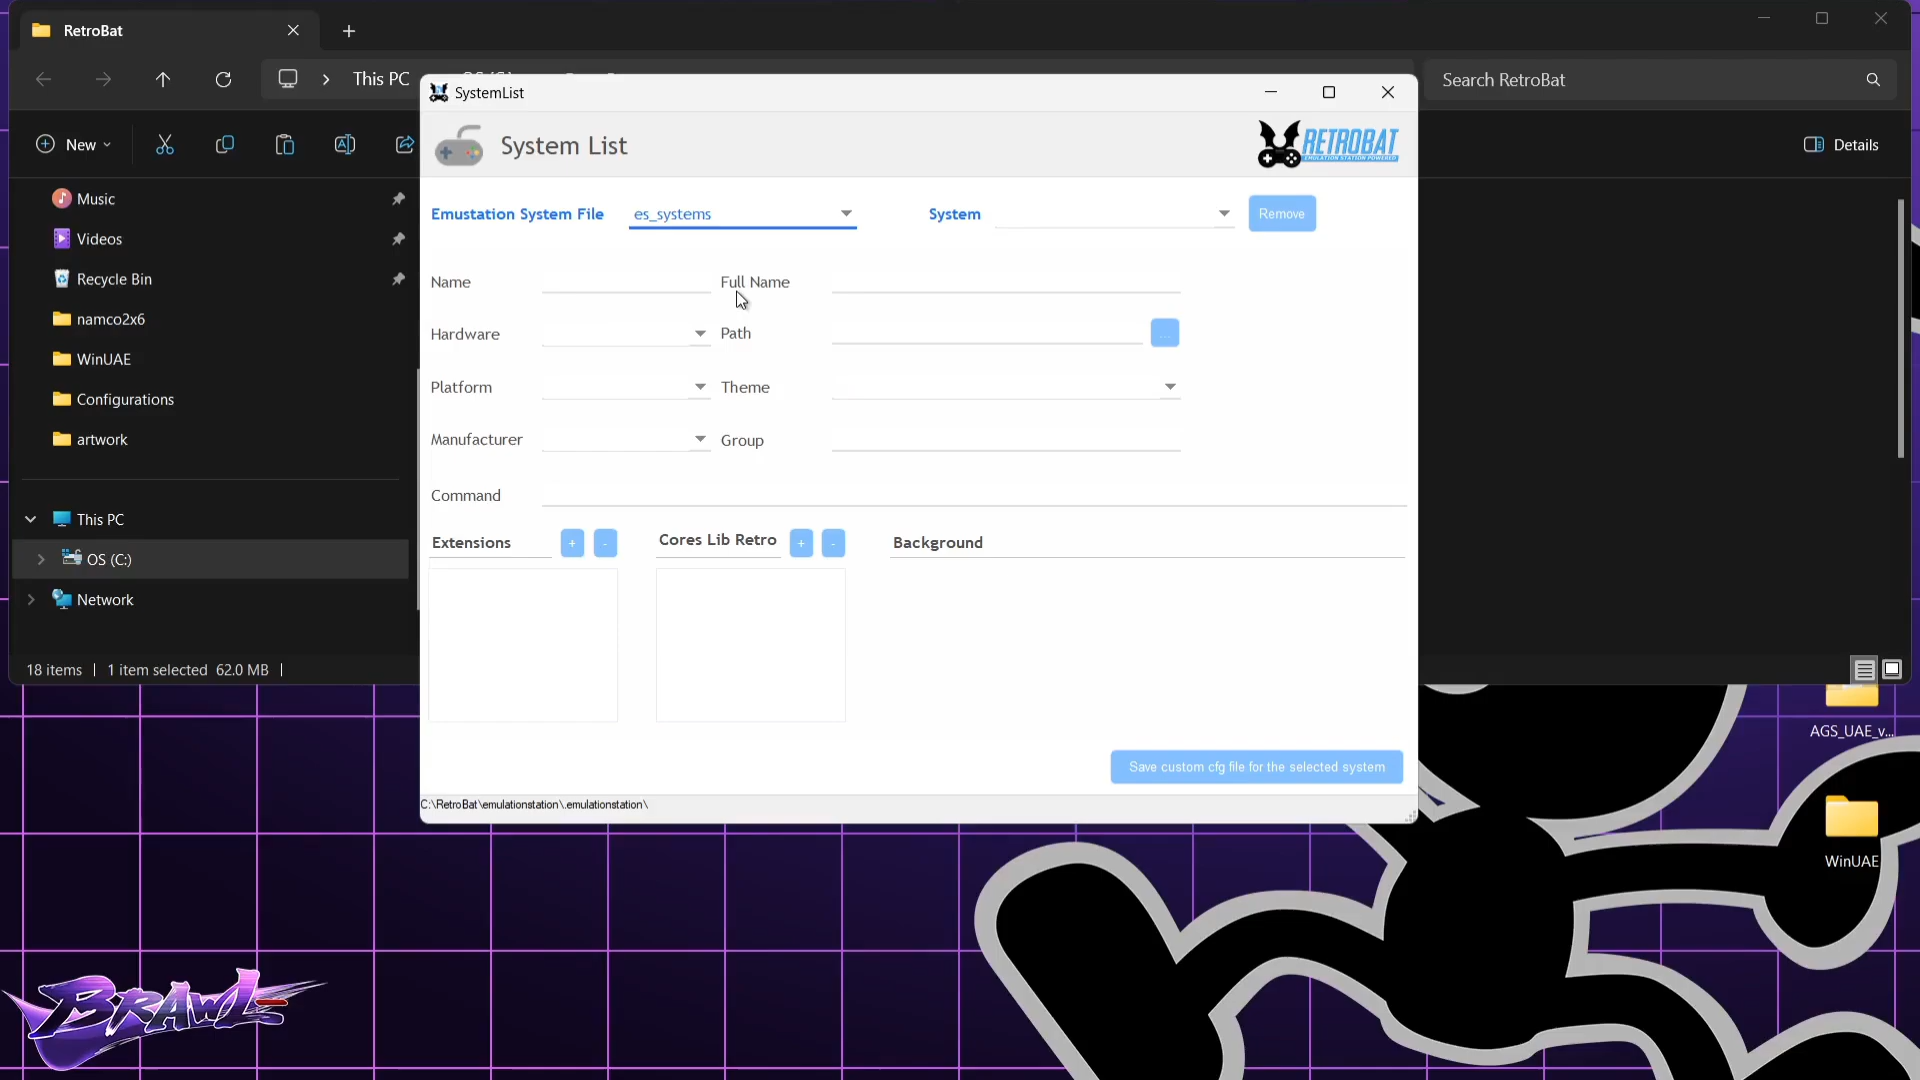 RetroBat
This PC
Search RetroBat
New
Details
Music
Videos
Recycle Bin
namco2x6
WinUAE
Configurations
artwork
This PC
OS (C:)
Network
18 items
1 item selected 62.0 MB
SystemList
System List
RETROBAT
EMULATION STATION POWERED
Emustation System File
es_systems
System
Remove
Name
Full Name
Hardware
Path
...
Platform
Theme
Manufacturer
Group
Command
Extensions
+
-
Cores Lib Retro
+
-
Background
Save custom cfg file for the selected system
C:\RetroBat\emulationstation\.emulationstation\
AGS_UAE_v...
WinUAE
BRAWL-